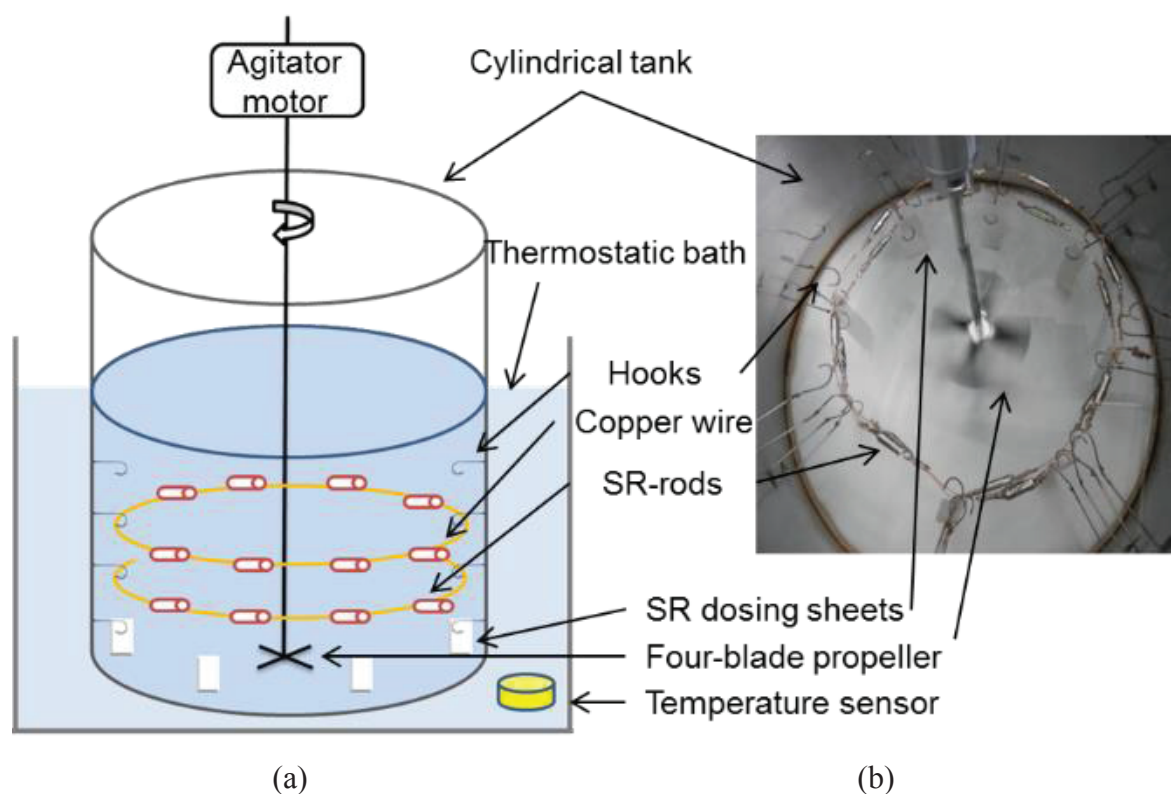 Agitator
motor
Cylindrical tank
Thermostatic bath
Hooks
Copper wire
SR-rods
SR dosing sheets
Four-blade propeller
Temperature sensor
(a)
(b)